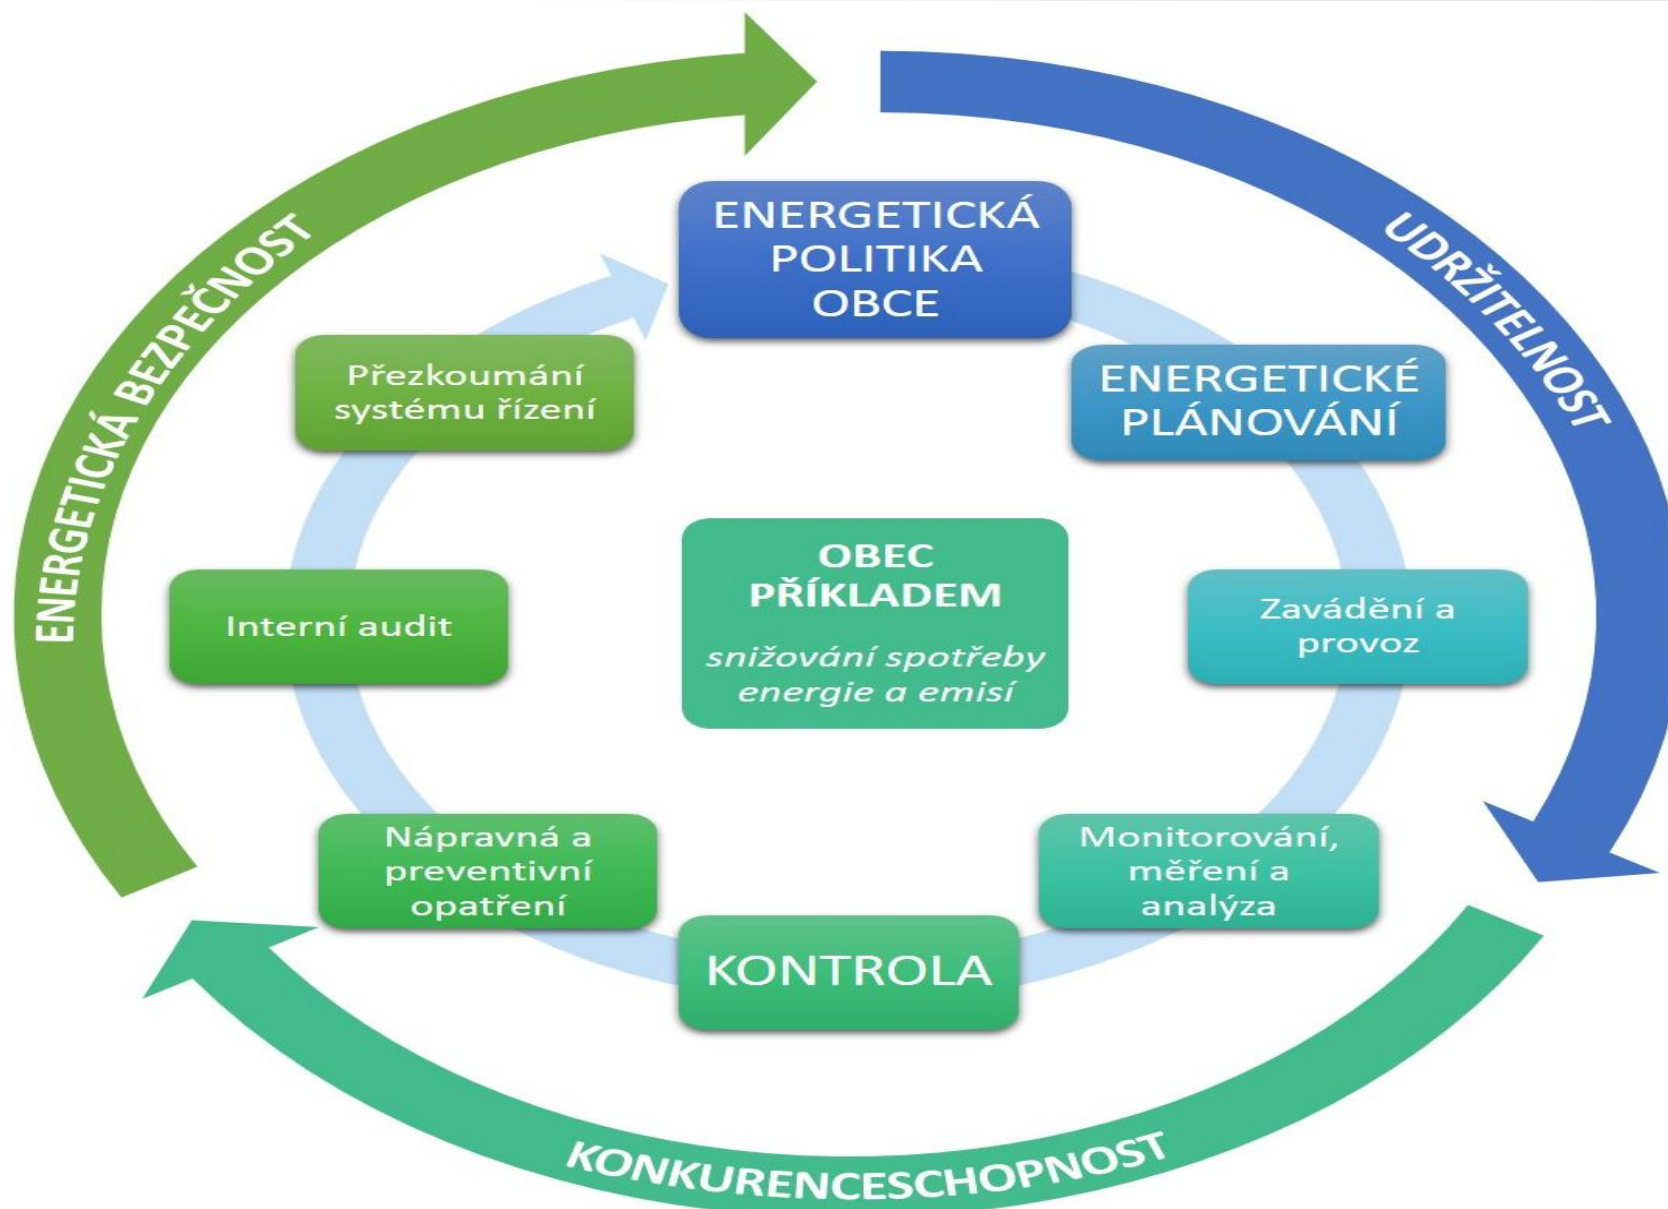 ENERGETICKÁ BEZPEČNOST
UDRŽITELNOST
KONKURENCESCHOPNOST
ENERGETICKÁ
POLITIKA
OBCE
ENERGETICKÉ
PLÁNOVÁNÍ
Zavádění a
provoz
Monitorování,
měření a
analýza
KONTROLA
Nápravná a
preventivní
opatření
Interní audit
Přezkoumání
systému řízení
OBEC
PŘÍKLADEM
snižování spotřeby
energie a emisí